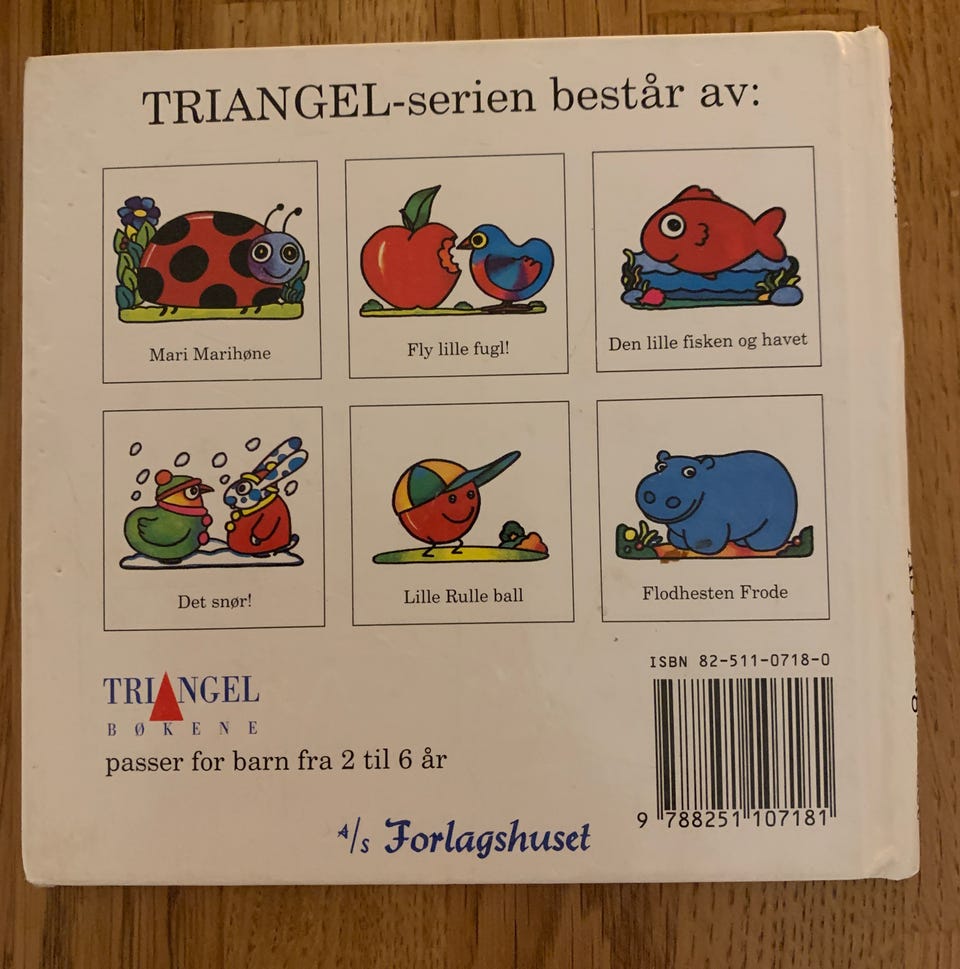 TRIANGEL-serien består av:
Mari Marihøne
Fly lille fugl!
Den lille fisken og havet
Det snør!
Lille Rulle ball
Flodhesten Frode
ISBN 82-511-0718-0
TRIANGEL
BØKENE
passer for barn fra 2 til 6 år
9 788251 107181
A/S Forlagshuset